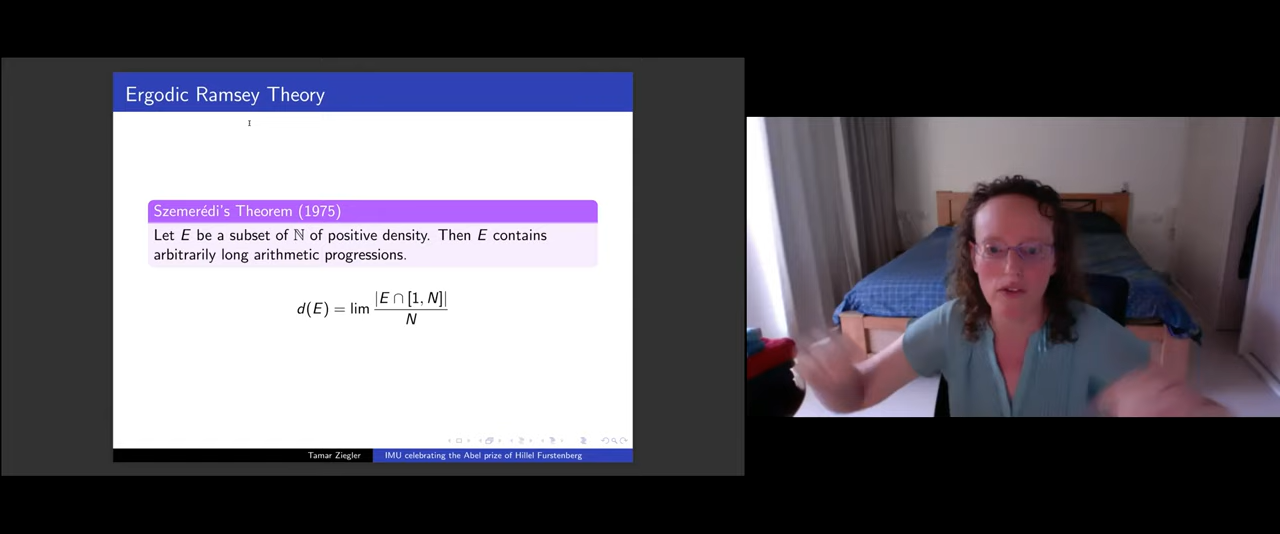 Ergodic Ramsey Theory
Szemerédi's Theorem (1975)
Let E be a subset of ℕ of positive density. Then E contains
arbitrarily long arithmetic progressions.
d(E) = lim |E ∩ [1, N]| / N
Tamar Ziegler
IMU celebrating the Abel prize of Hillel Furstenberg